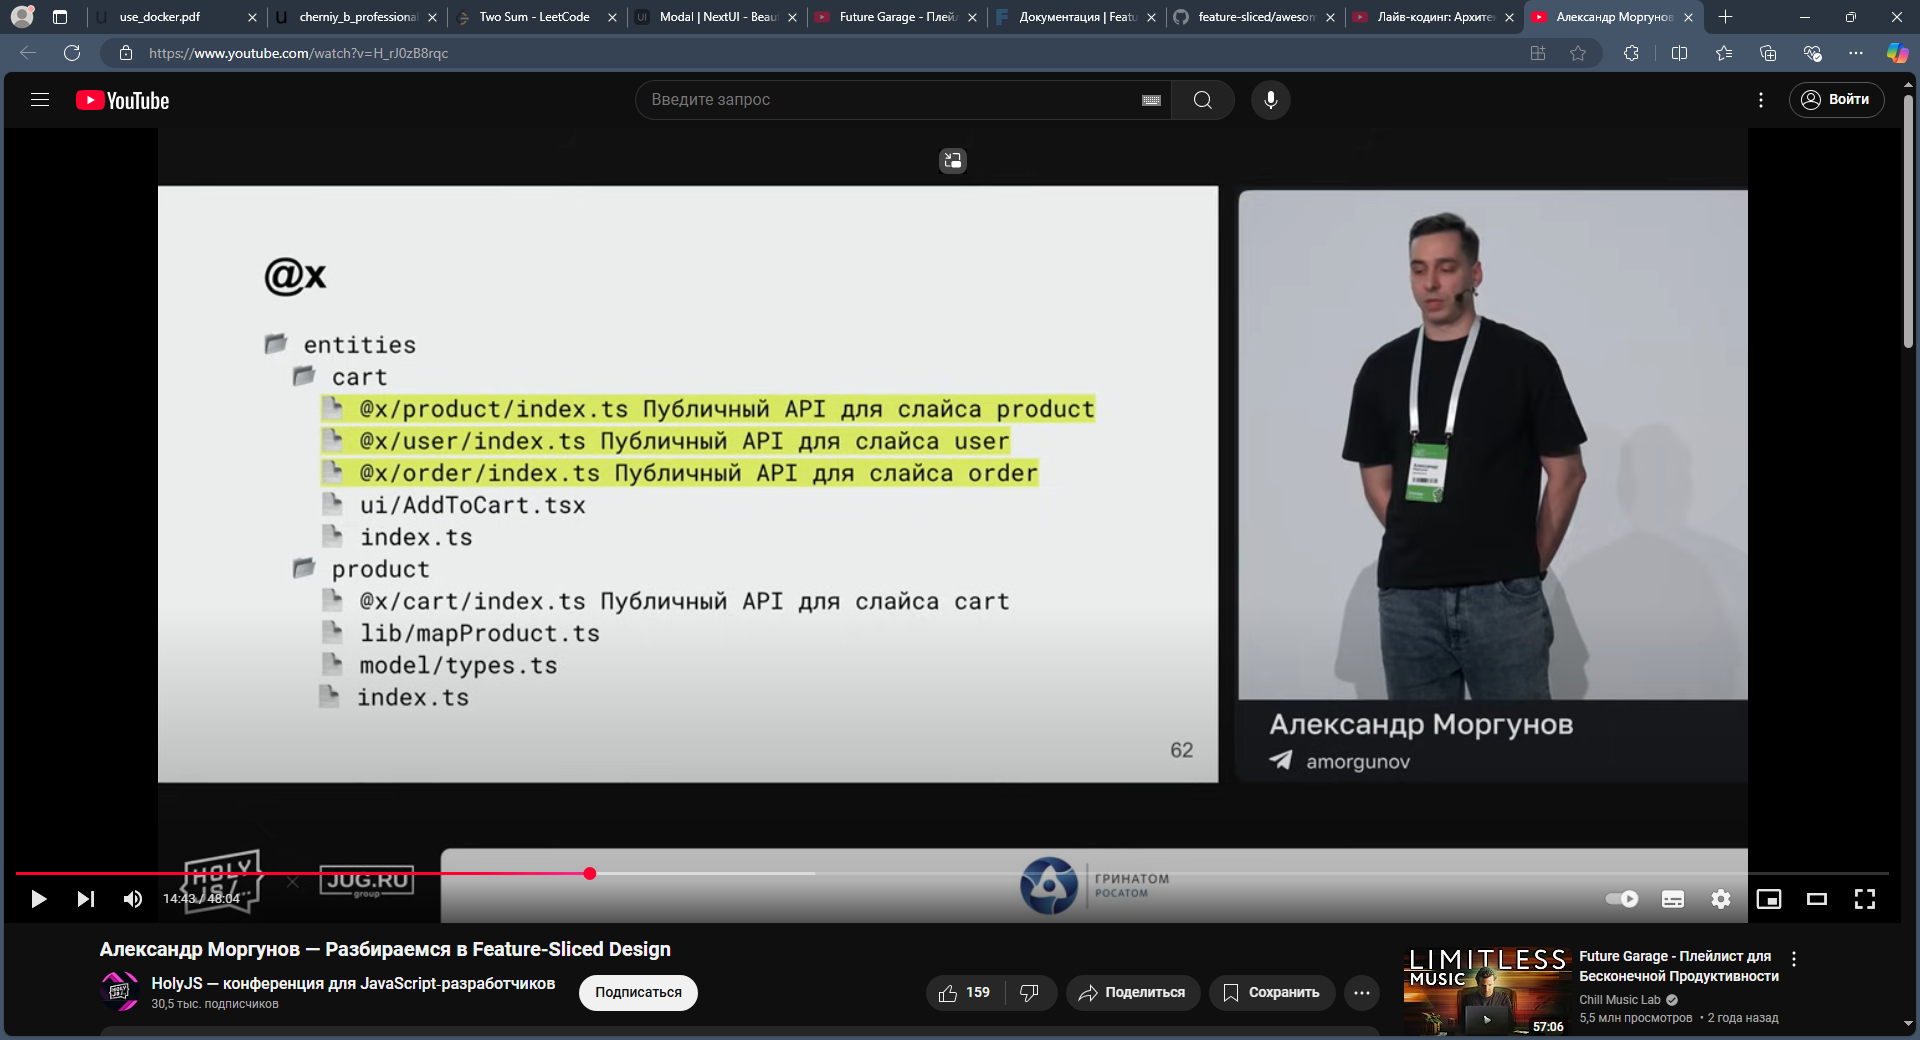 use_docker.pdf
cherniy_b_professional
Two Sum - LeetCode
Modal | NextUI - Beau
Future Garage - Плей
Документация | Featu
feature-sliced/awesom
Лайв-кодинг: Архите
Александр Моргунов
https://www.youtube.com/watch?v=H_rJ0zB8rqc
YouTube
Введите запрос
Войти
@x
entities
cart
@x/product/index.ts Публичный API для слайса product
@x/user/index.ts Публичный API для слайса user
@x/order/index.ts Публичный API для слайса order
ui/AddToCart.tsx
index.ts
product
@x/cart/index.ts Публичный API для слайса cart
lib/mapProduct.ts
model/types.ts
index.ts
62
Александр Моргунов
amorgunov
HOLY JS/..
JUG.RU
group
ГРИНАТОМ
РОСАТОМ
14:43 / 48:04
Александр Моргунов — Разбираемся в Feature-Sliced Design
HolyJS — конференция для JavaScript-разработчиков
30,5 тыс. подписчиков
Подписаться
159
Поделиться
Сохранить
LIMITLESS
MUSIC
57:06
Future Garage - Плейлист для
Бесконечной Продуктивности
Chill Music Lab
5,5 млн просмотров • 2 года назад